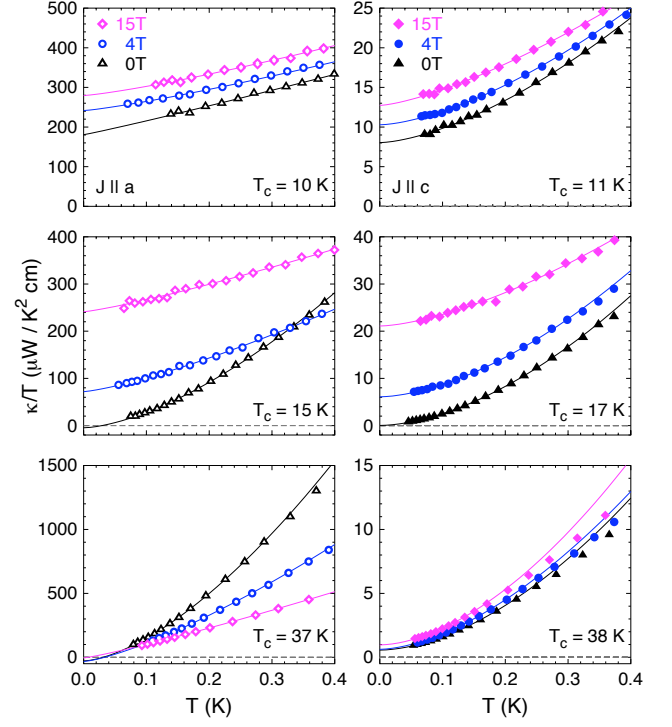 500
400
300
200
100
0
15T
4T
0T
J || a
T_c = 10 K
25
20
15
10
5
0
15T
4T
0T
J || c
T_c = 11 K
κ/T (μW / K² cm)
400
300
200
100
0
T_c = 15 K
40
30
20
10
0
T_c = 17 K
1500
1000
500
0
T_c = 37 K
0 0.1 0.2 0.3 0.4
T (K)
15
10
5
0
T_c = 38 K
0 0.1 0.2 0.3 0.4
T (K)